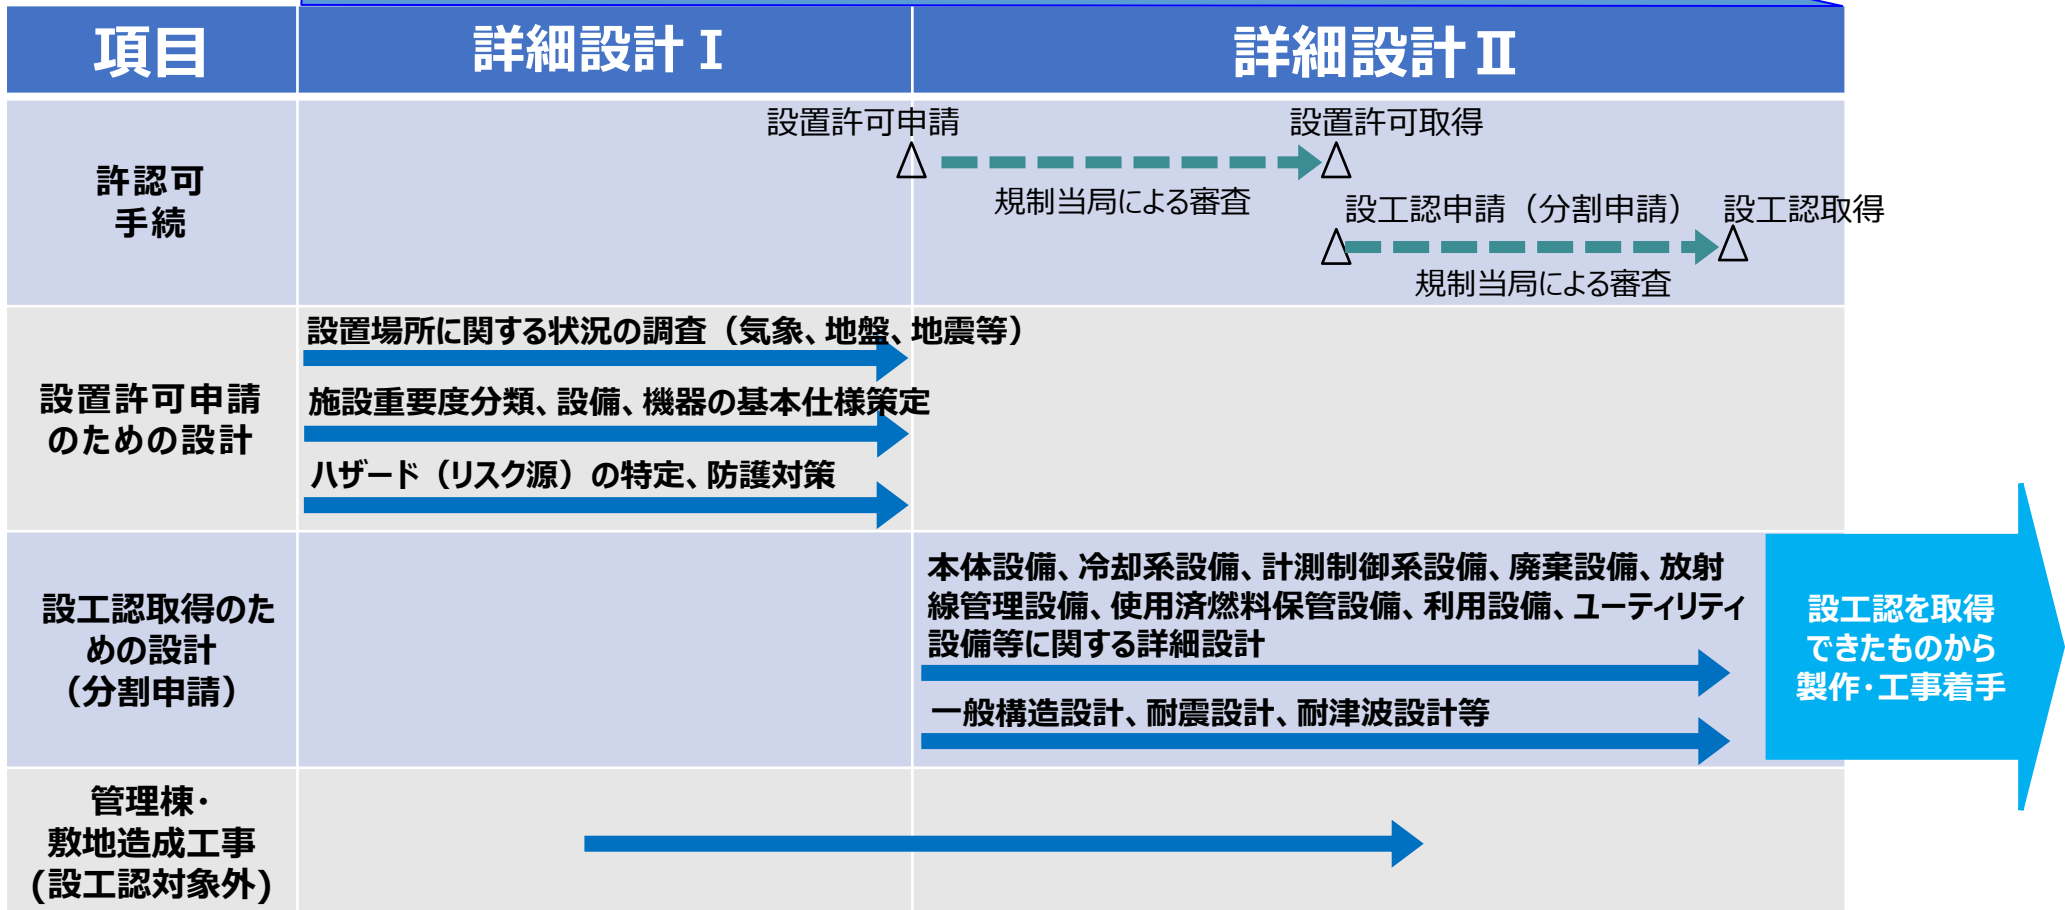 項目
詳細設計Ⅰ
詳細設計Ⅱ
許認可
手続
設置許可申請
設置許可取得
規制当局による審査
設工認申請（分割申請）
設工認取得
規制当局による審査
設置許可申請
のための設計
設置場所に関する状況の調査（気象、地盤、地震等）
施設重要度分類、設備、機器の基本仕様策定
ハザード（リスク源）の特定、防護対策
設工認取得のた
めの設計
（分割申請）
本体設備、冷却系設備、計測制御系設備、廃棄設備、放射
線管理設備、使用済燃料保管設備、利用設備、ユーティリティ
設備等に関する詳細設計
一般構造設計、耐震設計、耐津波設計等
設工認を取得
できたものから
製作・工事着手
管理棟・
敷地造成工事
(設工認対象外)